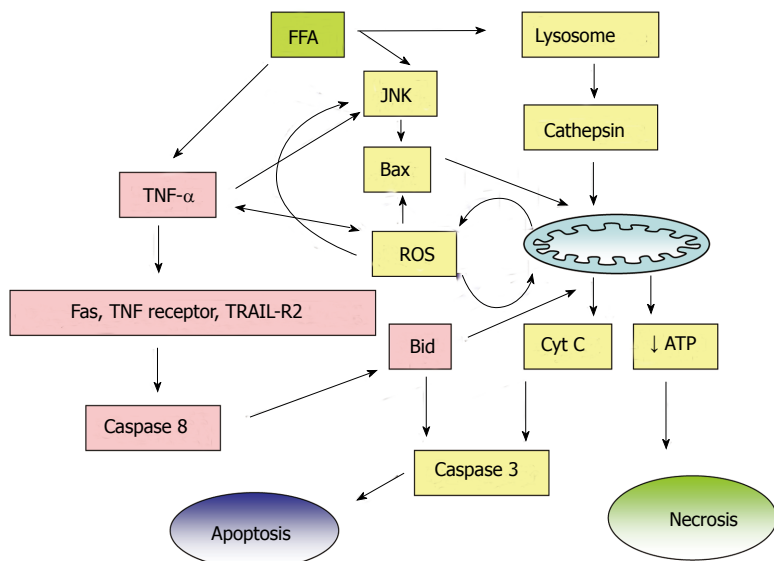 FFA
Lysosome
JNK
Cathepsin
Bax
TNF-α
ROS
Fas, TNF receptor, TRAIL-R2
Bid
Cyt C
↓ ATP
Caspase 8
Caspase 3
Apoptosis
Necrosis